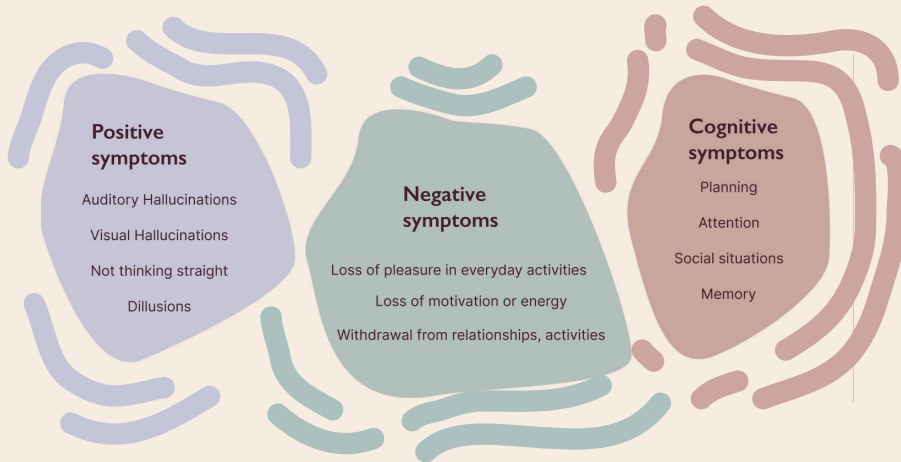 Positive
symptoms
Auditory Hallucinations
Visual Hallucinations
Not thinking straight
Dillusions
Negative
symptoms
Loss of pleasure in everyday activities
Loss of motivation or energy
Withdrawal from relationships, activities
Cognitive
symptoms
Planning
Attention
Social situations
Memory